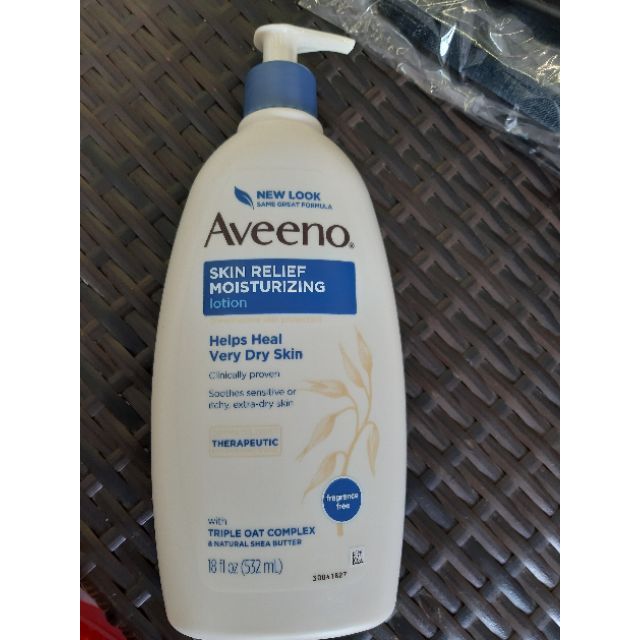 NEW LOOK
SAME GREAT FORMULA
Aveeno®
SKIN RELIEF
MOISTURIZING
lotion
Helps Heal
Very Dry Skin
Clinically proven
Soothes sensitive or
itchy, extra-dry skin
THERAPEUTIC
fragrance
free
with
TRIPLE OAT COMPLEX
& NATURAL SHEA BUTTER
18 fl oz (532 mL)
30041827